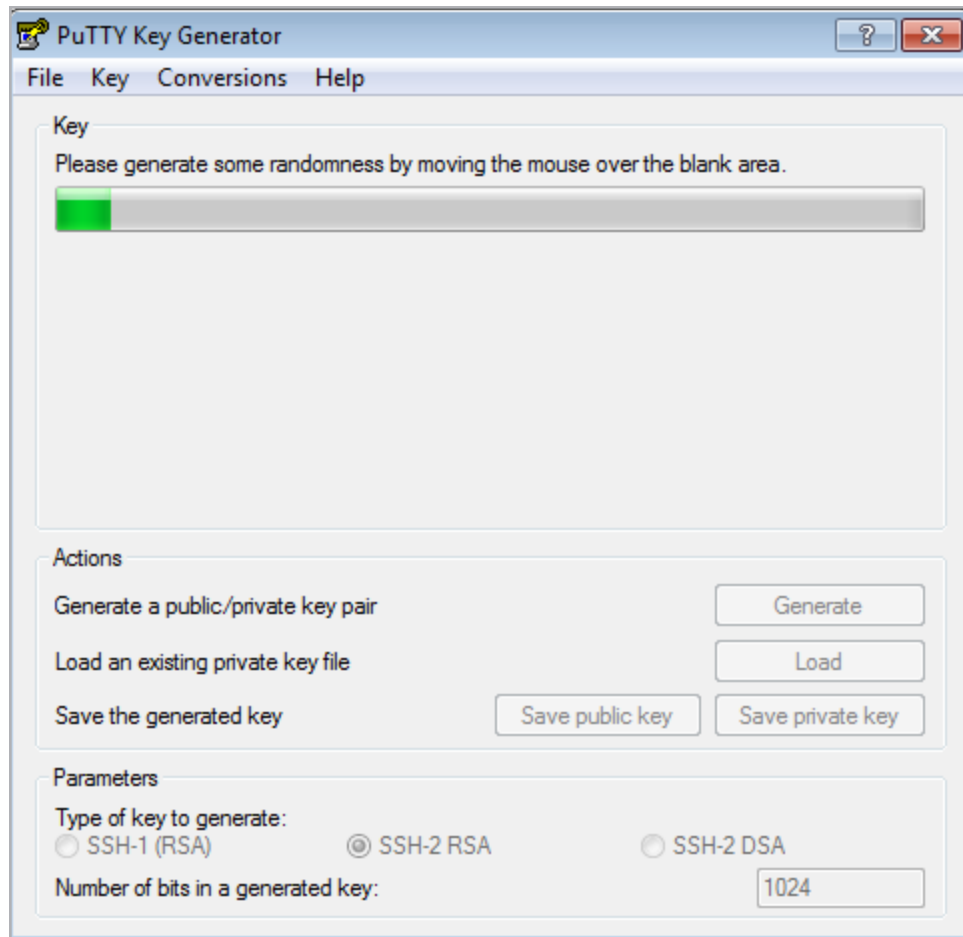 PuTTY Key Generator
File Key Conversions Help
Key
Please generate some randomness by moving the mouse over the blank area.
Actions
Generate a public/private key pair
Generate
Load an existing private key file
Load
Save the generated key
Save public key
Save private key
Parameters
Type of key to generate:
SSH-1 (RSA)
SSH-2 RSA
SSH-2 DSA
Number of bits in a generated key:
1024